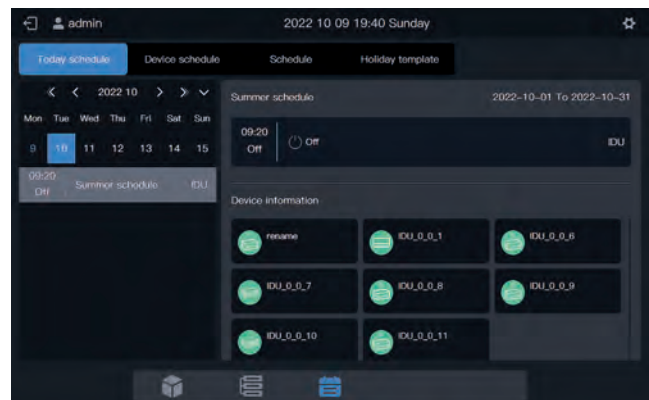 admin
2022 10 09 19:40 Sunday
Today schedule
Device schedule
Schedule
Holiday template
2022 10
Mon Tue Wed Thu Fri Sat Sun
9 10 11 12 13 14 15
09:20
Off
Summer schedule
IDU
Summer schedule
2022-10-01 To 2022-10-31
09:20
Off
Off
IDU
Device information
rename
IDU_0_0_1
IDU_0_0_6
IDU_0_0_7
IDU_0_0_8
IDU_0_0_9
IDU_0_0_10
IDU_0_0_11